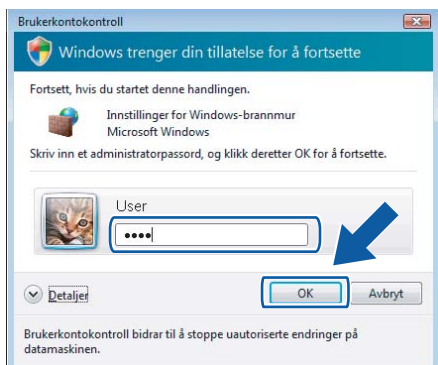 Brukerkontokontroll
Windows trenger din tillatelse for å fortsette
Fortsett, hvis du startet denne handlingen.
Innstillinger for Windows-brannmur
Microsoft Windows
Skriv inn et administratorpassord, og klikk deretter OK for å fortsette.
User
••••
Detaljer
OK
Avbryt
Brukerkontokontroll bidrar til å stoppe uautoriserte endringer på
datamaskinen.